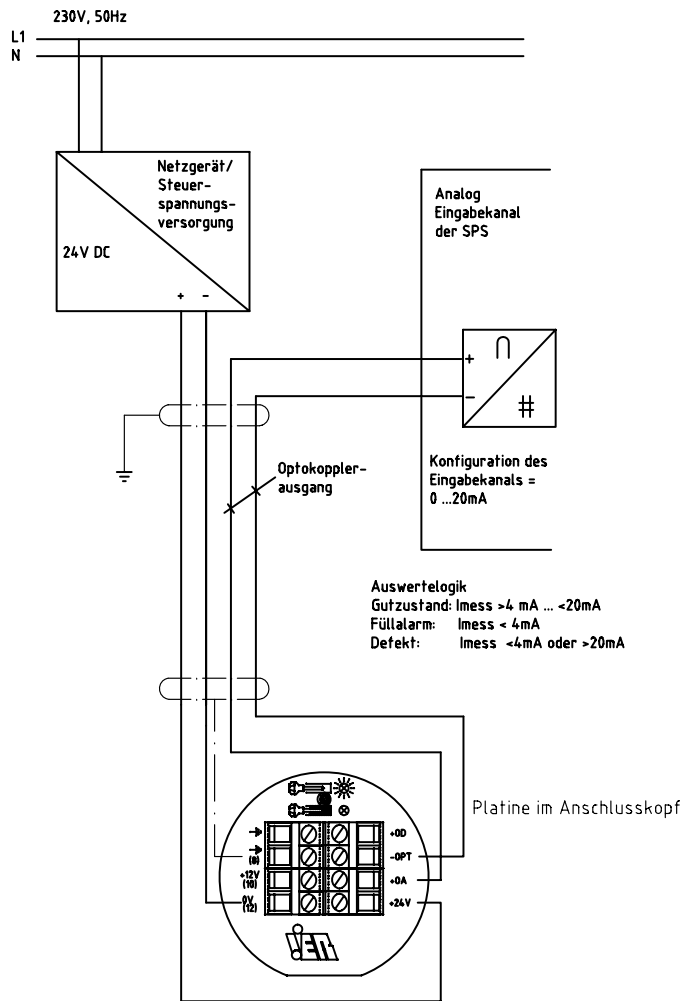 230V, 50Hz
L1
N
Netzgerät/
Steuer-
spannungs-
versorgung
24V DC
+ -
Analog
Eingabekanal
der SPS
+
∩
-
#
Optokoppler-
ausgang
Konfiguration des
Eingabekanals =
0 ...20mA
Auswertelogik
Gutzustand: Imess >4 mA ... <20mA
Füllalarm: Imess < 4mA
Defekt: Imess <4mA oder >20mA
Platine im Anschlusskopf
+OD
(8)
-OPT
+12V
(10)
+OA
0V
(12)
+24V